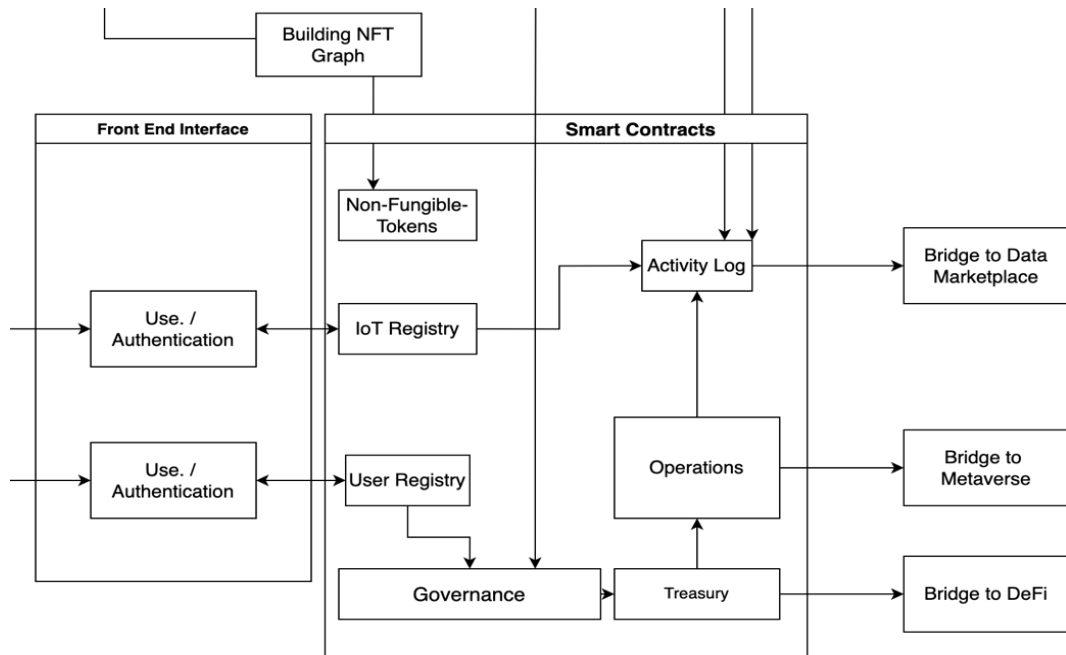 Building NFT
Graph
Front End Interface
Smart Contracts
Non-Fungible-
Tokens
Activity Log
Bridge to Data
Marketplace
Use. /
Authentication
IoT Registry
Use. /
Authentication
User Registry
Operations
Bridge to
Metaverse
Governance
Treasury
Bridge to DeFi